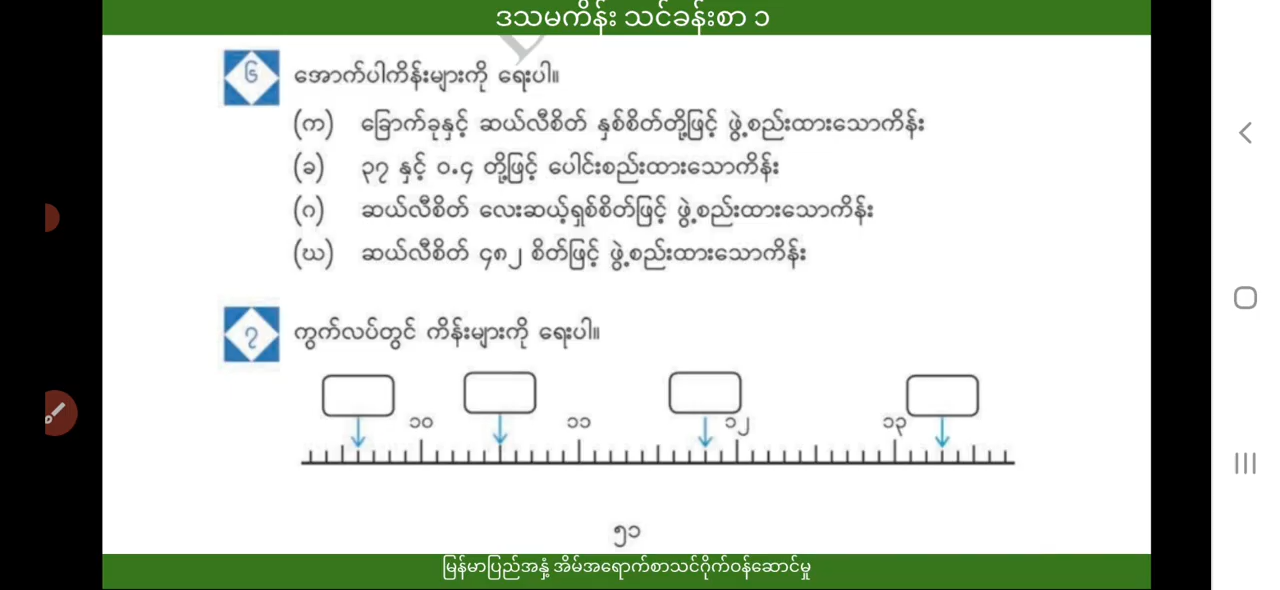 ဒသမကိန်း သင်ခန်းစာ ၁
၆ အောက်ပါကိန်းများကို ရေးပါ။
(က) ခြောက်ခုနှင့် ဆယ်လီစိတ် နှစ်စိတ်တို့ဖြင့် ဖွဲ့စည်းထားသောကိန်း
(ခ) ၃၇ နှင့် ၀.၄ တို့ဖြင့် ပေါင်းစည်းထားသောကိန်း
(ဂ) ဆယ်လီစိတ် လေးဆယ့်ရှစ်စိတ်ဖြင့် ဖွဲ့စည်းထားသောကိန်း
(ဃ) ဆယ်လီစိတ် ၄၈၂ စိတ်ဖြင့် ဖွဲ့စည်းထားသောကိန်း
၇ ကွက်လပ်တွင် ကိန်းများကို ရေးပါ။
၁၀ ၁၁ ၁၂ ၁၃
၅၁
မြန်မာပြည်အနှံ့ အိမ်အရောက်စာသင်ဂိုက်ဝန်ဆောင်မှု